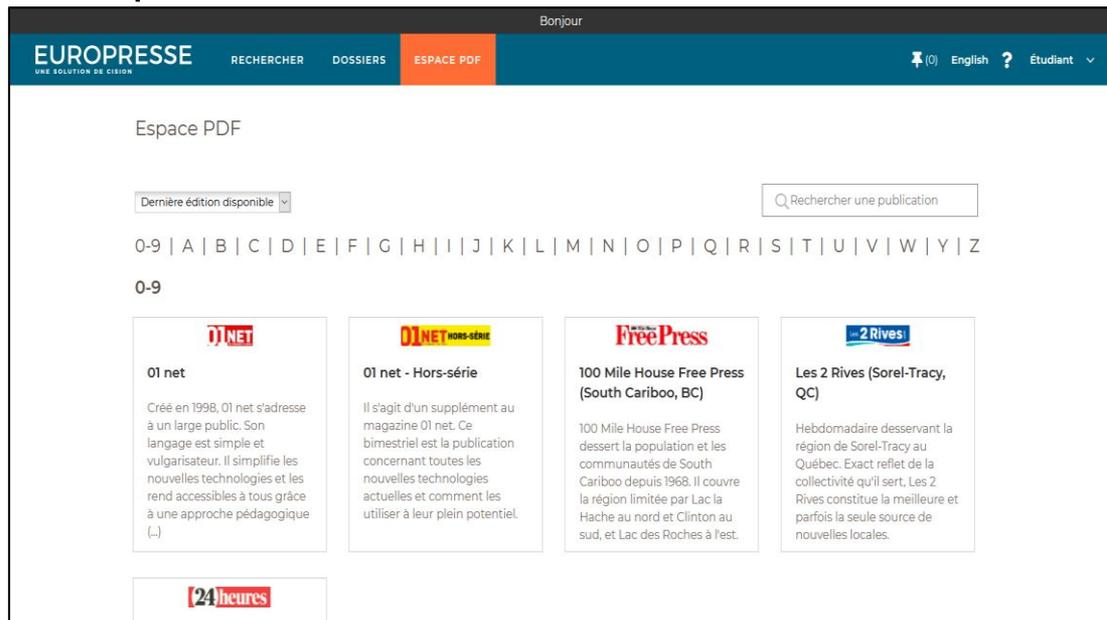 Bonjour
EUROPRESSE
UNE SOLUTION DE CISION
RECHERCHER DOSSIERS ESPACE PDF (0) English ? Étudiant
Espace PDF
Dernière édition disponible Rechercher une publication
0-9 | A | B | C | D | E | F | G | H | I | J | K | L | M | N | O | P | Q | R | S | T | U | V | W | Y | Z
0-9
01NET
01 net
Créé en 1998, 01 net s'adresse
à un large public. Son
langage est simple et
vulgarisateur. Il simplifie les
nouvelles technologies et les
rend accessibles à tous grâce
à une approche pédagogique
(...)
01NET HORS-SÉRIE
01 net - Hors-série
Il s'agit d'un supplément au
magazine 01 net. Ce
bimestriel est la publication
concernant toutes les
nouvelles technologies
actuelles et comment les
utiliser à leur plein potentiel.
Free Press
100 Mile House Free Press
(South Cariboo, BC)
100 Mile House Free Press
dessert la population et les
communautés de South
Cariboo depuis 1968. Il couvre
la région limitée par Lac la
Hache au nord et Clinton au
sud, et Lac des Roches à l'est.
Les 2 Rives
Les 2 Rives (Sorel-Tracy,
QC)
Hebdomadaire desservant la
région de Sorel-Tracy au
Québec. Exact reflet de la
collectivité qu'il sert, Les 2
Rives constitue la meilleure et
parfois la seule source de
nouvelles locales.
24 heures